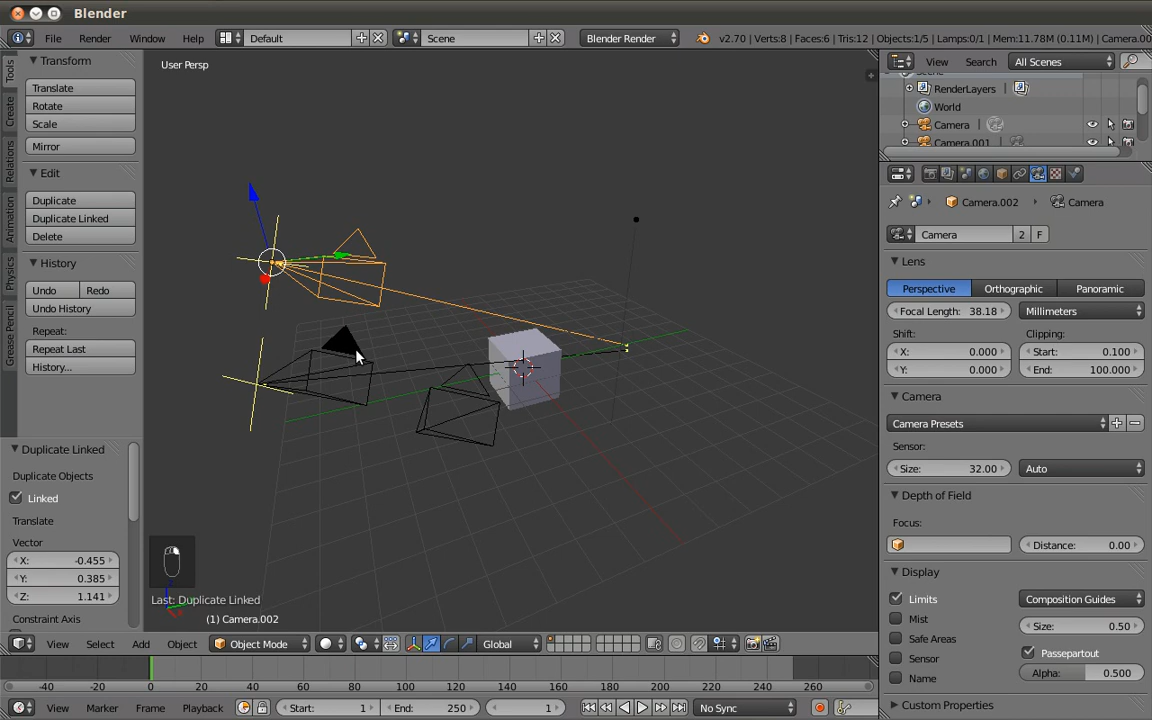 Blender
File Render Window Help Default Scene Blender Render v2.70 | Verts:8 | Faces:6 | Tris:12 | Objects:1/5 | Lamps:0/1 | Mem:11.78M (0.11M) | Camera.00
Tools
Create
Relations
Animation
Physics
Grease Pencil
Transform
Translate
Rotate
Scale
Mirror
Edit
Duplicate
Duplicate Linked
Delete
History
Undo Redo
Undo History
Repeat:
Repeat Last
History...
Duplicate Linked
Duplicate Objects
Linked
Translate
Vector
X: -0.455
Y: 0.385
Z: 1.141
Constraint Axis
User Persp
Last: Duplicate Linked
(1) Camera.002
View Select Add Object Object Mode Global
-40 -20 0 20 40 60 80 100 120 140 160 180 200 220 240 260
View Marker Frame Playback Start: 1 End: 250 1 No Sync
View Search All Scenes
Scene
RenderLayers
World
Camera
Camera.001
Camera.002 Camera
Camera 2 F
Lens
Perspective Orthographic Panoramic
Focal Length: 38.18 Millimeters
Shift: Clipping:
X: 0.000 Start: 0.100
Y: 0.000 End: 100.000
Camera
Camera Presets
Sensor:
Size: 32.00 Auto
Depth of Field
Focus:
Distance: 0.00
Display
Limits Composition Guides
Mist Size: 0.50
Safe Areas
Passepartout
Sensor
Alpha: 0.500
Name
Custom Properties